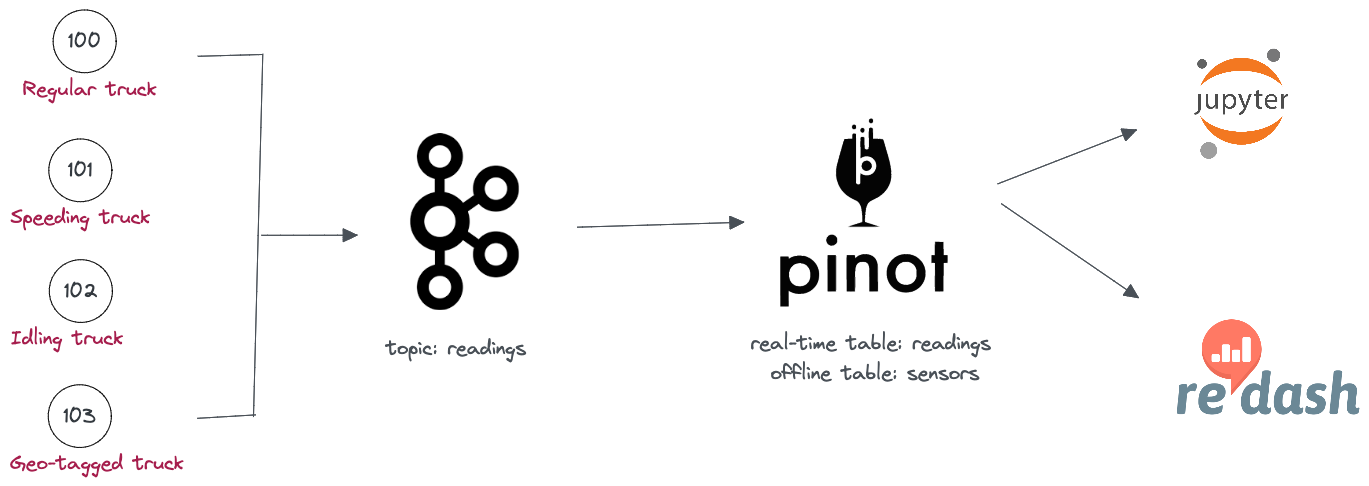 100
Regular truck
101
Speeding truck
102
Idling truck
103
Geo-tagged truck
topic: readings
p
pinot
real-time table: readings
offline table: sensors
jupyter
redash